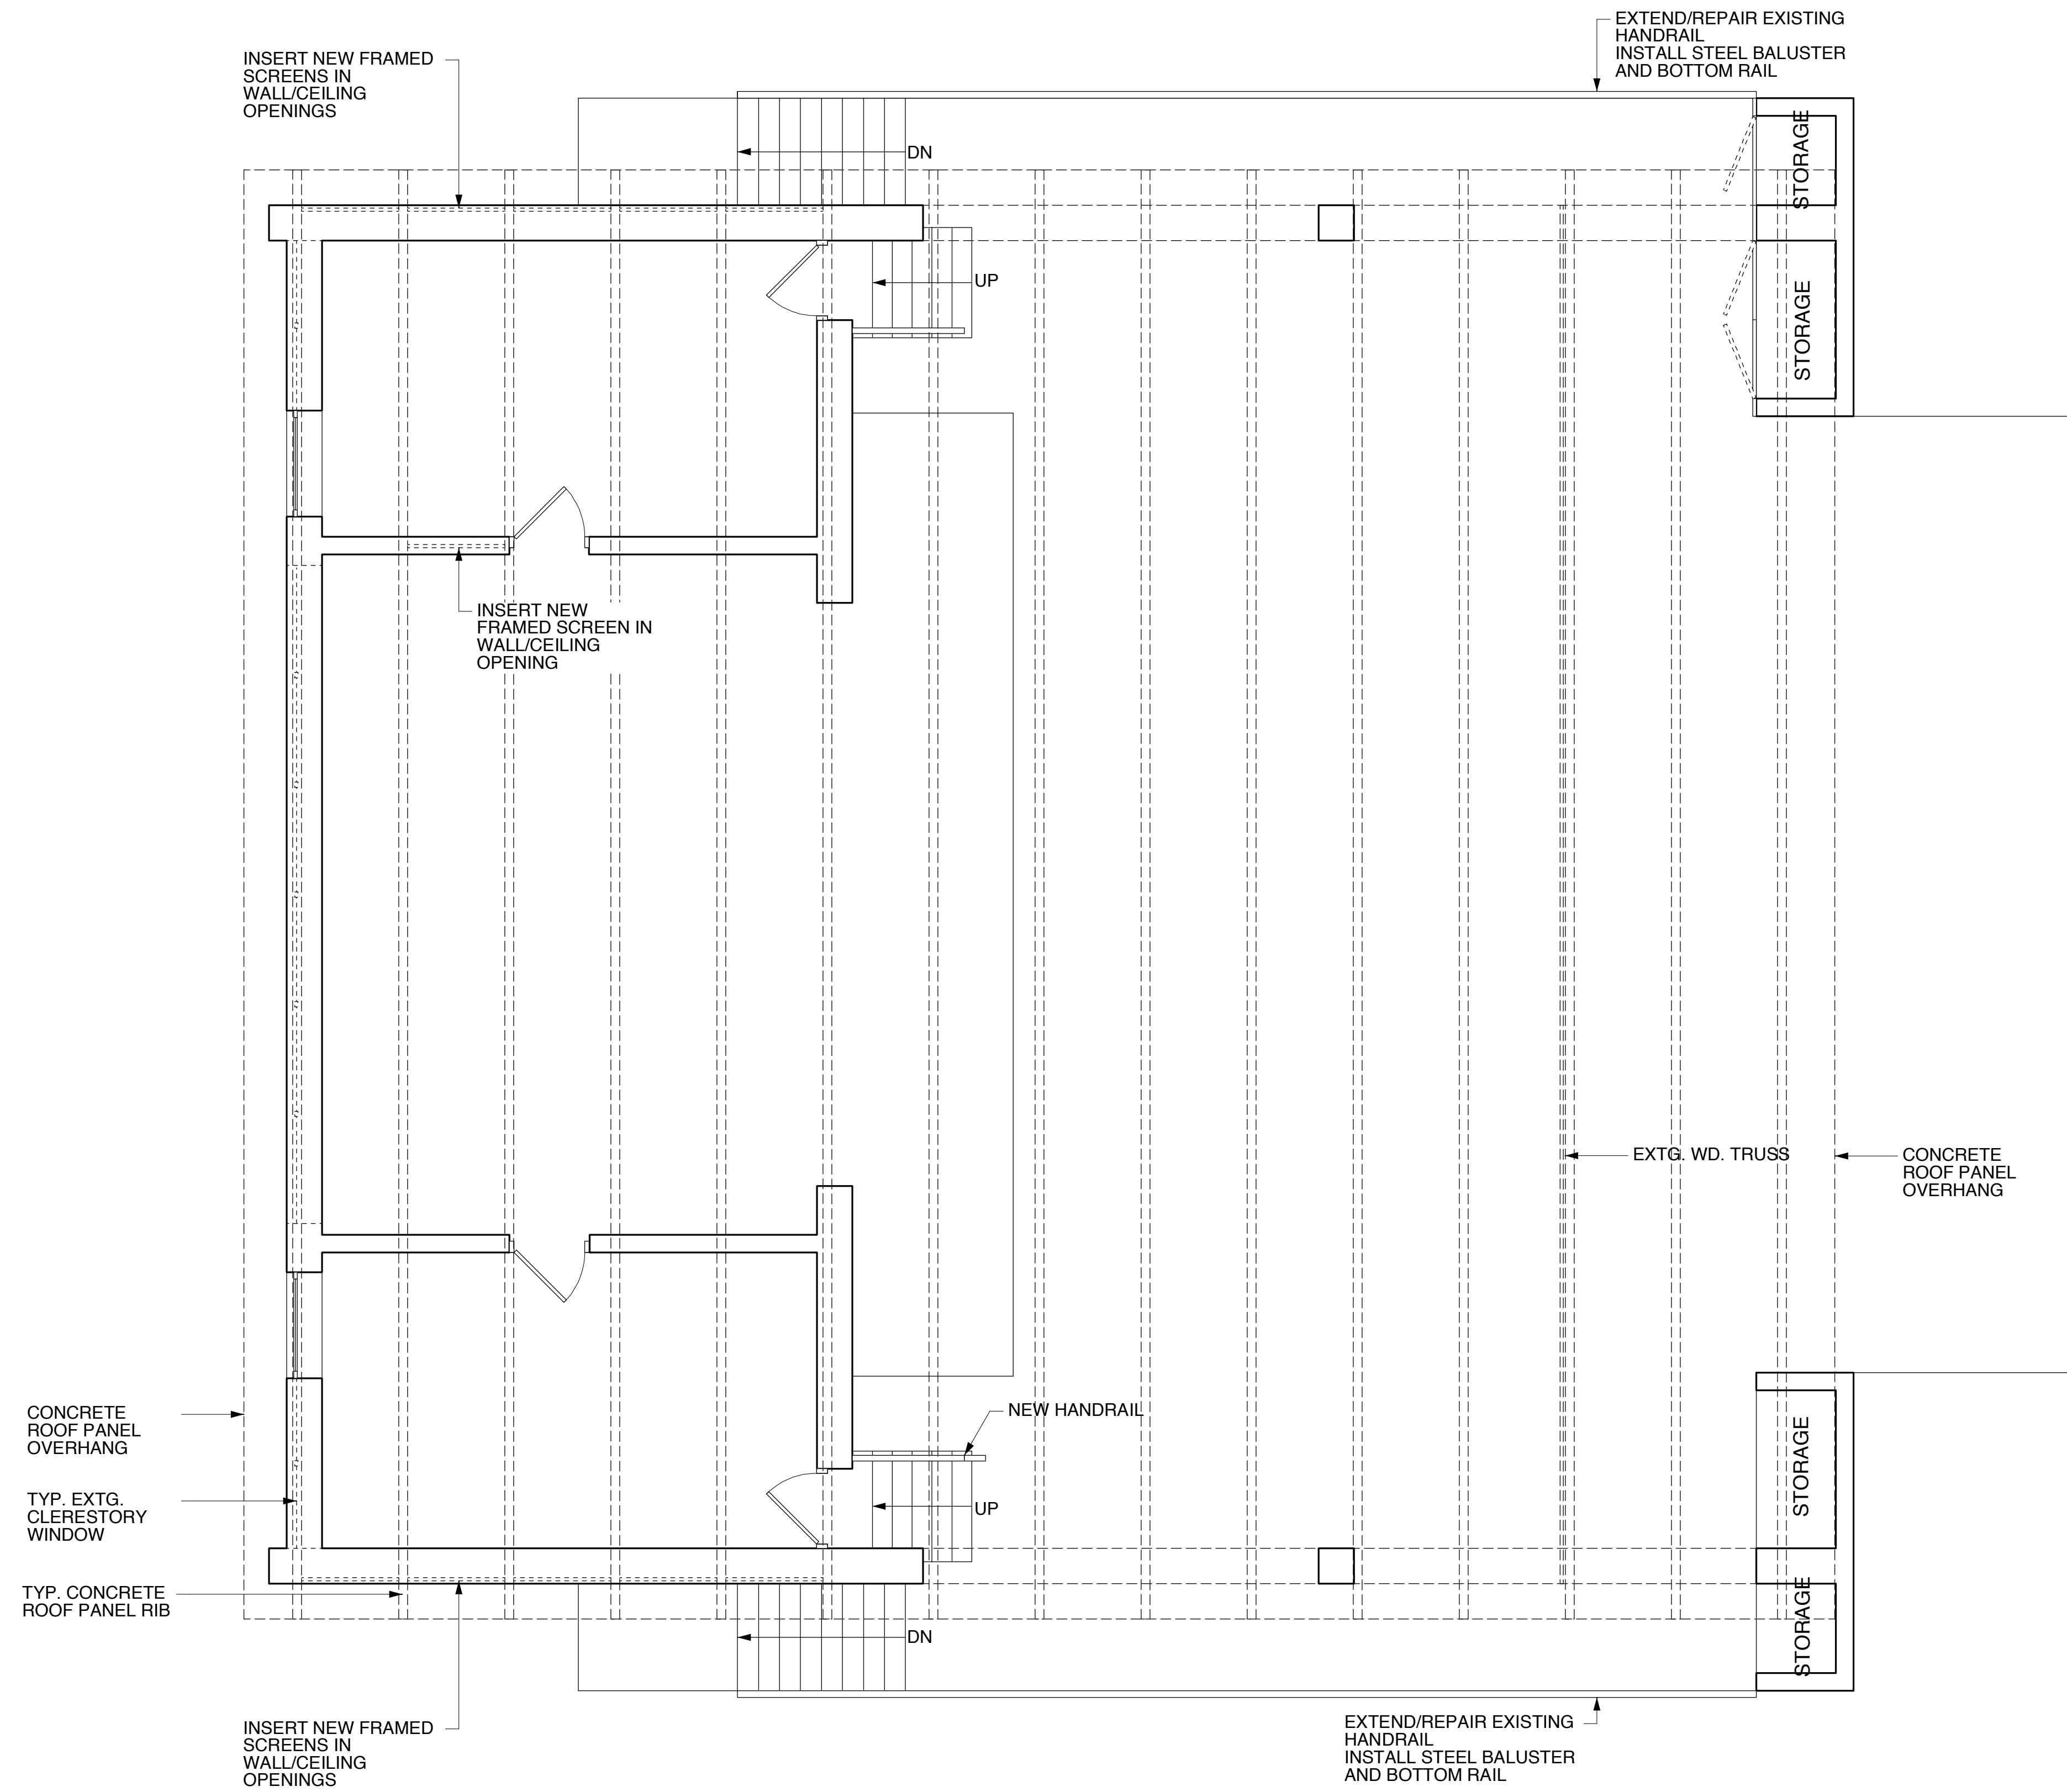 EXTEND/REPAIR EXISTING
HANDRAIL
INSTALL STEEL BALUSTER
AND BOTTOM RAIL
INSERT NEW FRAMED
SCREENS IN
WALL/CEILING
OPENINGS
DN
STORAGE
UP
STORAGE
INSERT NEW
FRAMED SCREEN IN
WALL/CEILING
OPENING
EXTG. WD. TRUSS
CONCRETE
ROOF PANEL
OVERHANG
CONCRETE
ROOF PANEL
OVERHANG
NEW HANDRAIL
STORAGE
TYP. EXTG.
CLERESTORY
WINDOW
UP
TYP. CONCRETE
ROOF PANEL RIB
STORAGE
DN
INSERT NEW FRAMED
SCREENS IN
WALL/CEILING
OPENINGS
EXTEND/REPAIR EXISTING
HANDRAIL
INSTALL STEEL BALUSTER
AND BOTTOM RAIL